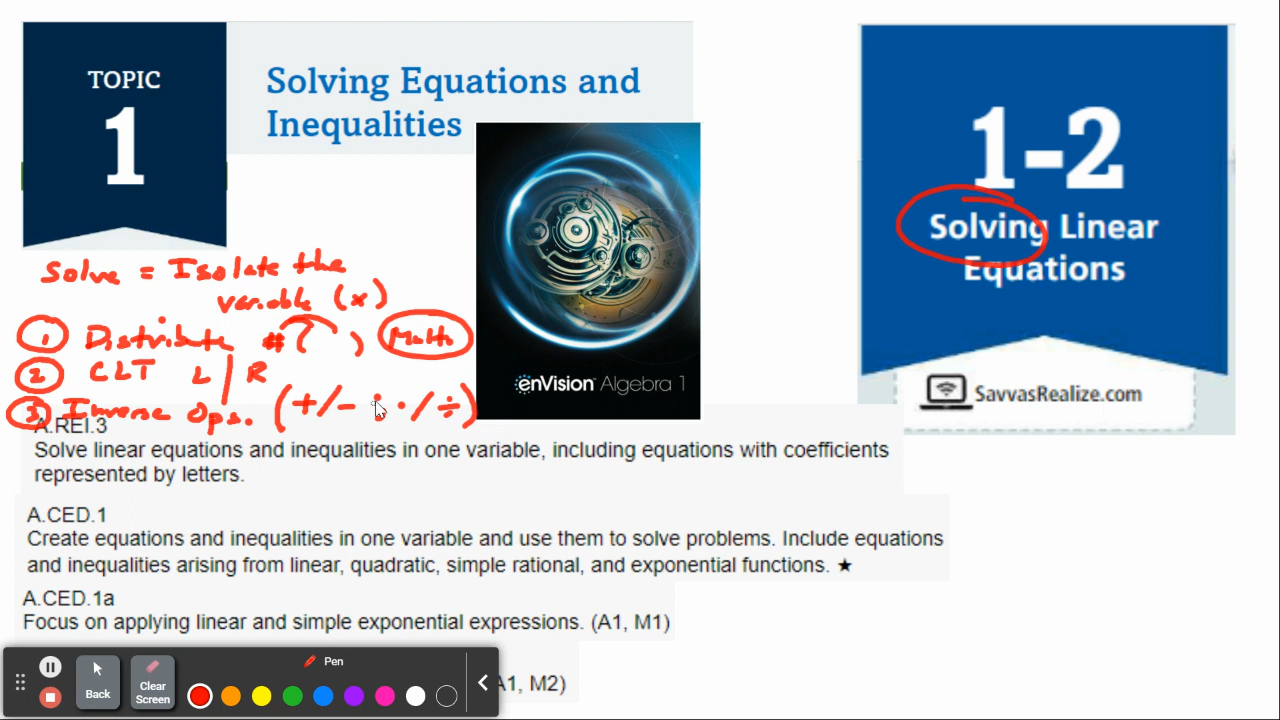 TOPIC
1
Solving Equations and
Inequalities
enVision Algebra 1
1-2
Solving Linear
Equations
SavvasRealize.com
Solve = Isolate the
variable (x)
① Distribute #( )
② CLT L | R
③ Inverse Ops. (+/- ; ·/÷)
A.REI.3
Solve linear equations and inequalities in one variable, including equations with coefficients
represented by letters.
A.CED.1
Create equations and inequalities in one variable and use them to solve problems. Include equations
and inequalities arising from linear, quadratic, simple rational, and exponential functions. ★
A.CED.1a
Focus on applying linear and simple exponential expressions. (A1, M1)
A1, M2)
Pen
Back
Clear
Screen